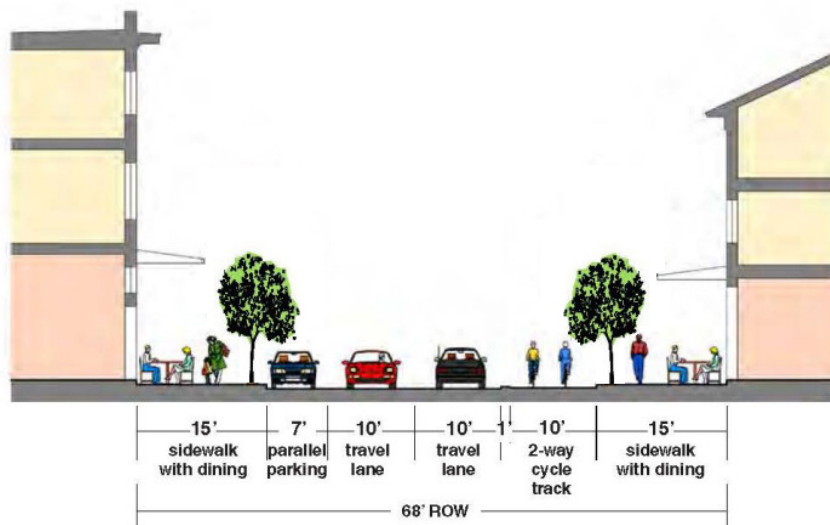 15' 7' 10' 10' 1' 10' 15'
sidewalk parallel travel travel 2-way sidewalk
with dining parking lane lane cycle with dining
track
68' ROW